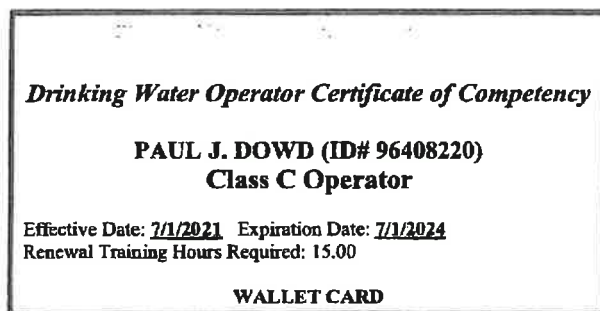 Drinking Water Operator Certificate of Competency
PAUL J. DOWD (ID# 96408220)
Class C Operator
Effective Date: 7/1/2021 Expiration Date: 7/1/2024
Renewal Training Hours Required: 15.00
WALLET CARD